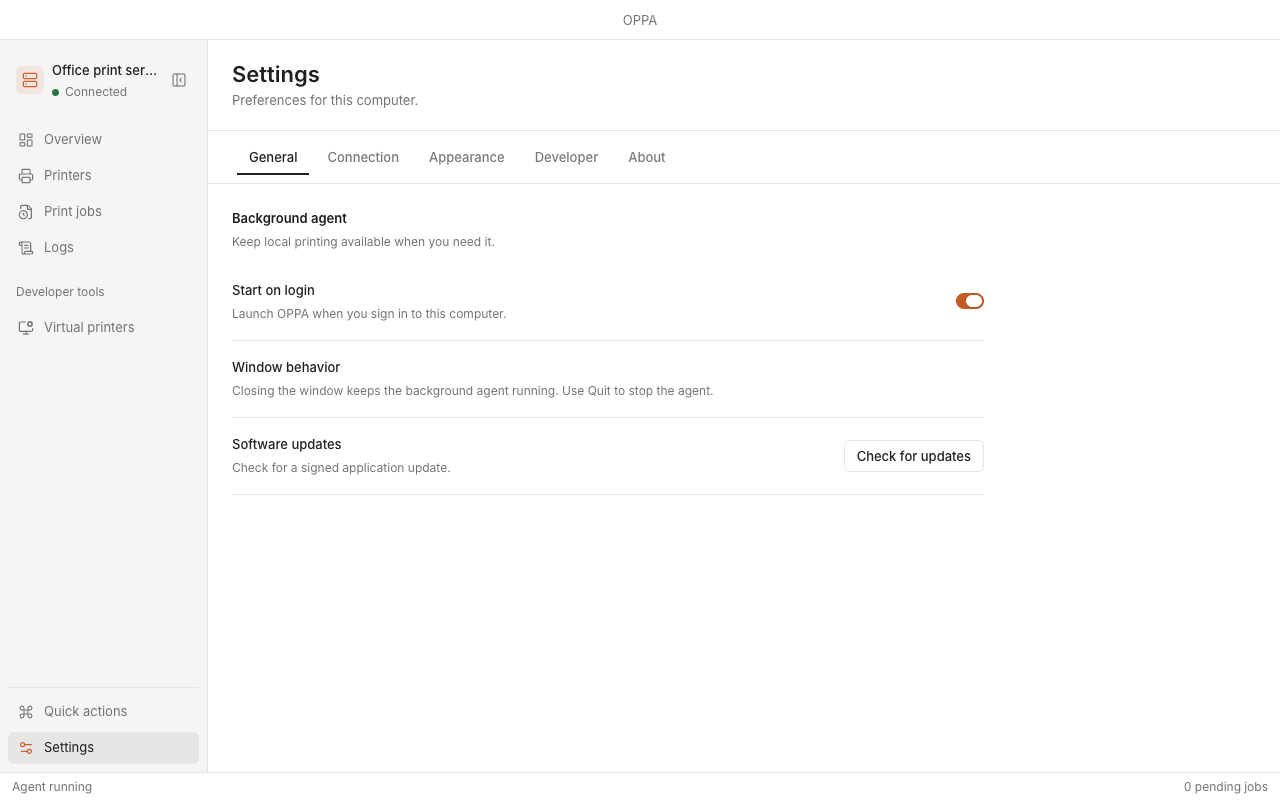 OPPA
Office print ser...
Connected
Overview
Printers
Print jobs
Logs
Developer tools
Virtual printers
Quick actions
Settings
Settings
Preferences for this computer.
General
Connection
Appearance
Developer
About
Background agent
Keep local printing available when you need it.
Start on login
Launch OPPA when you sign in to this computer.
Window behavior
Closing the window keeps the background agent running. Use Quit to stop the agent.
Software updates
Check for a signed application update.
Check for updates
Agent running
0 pending jobs